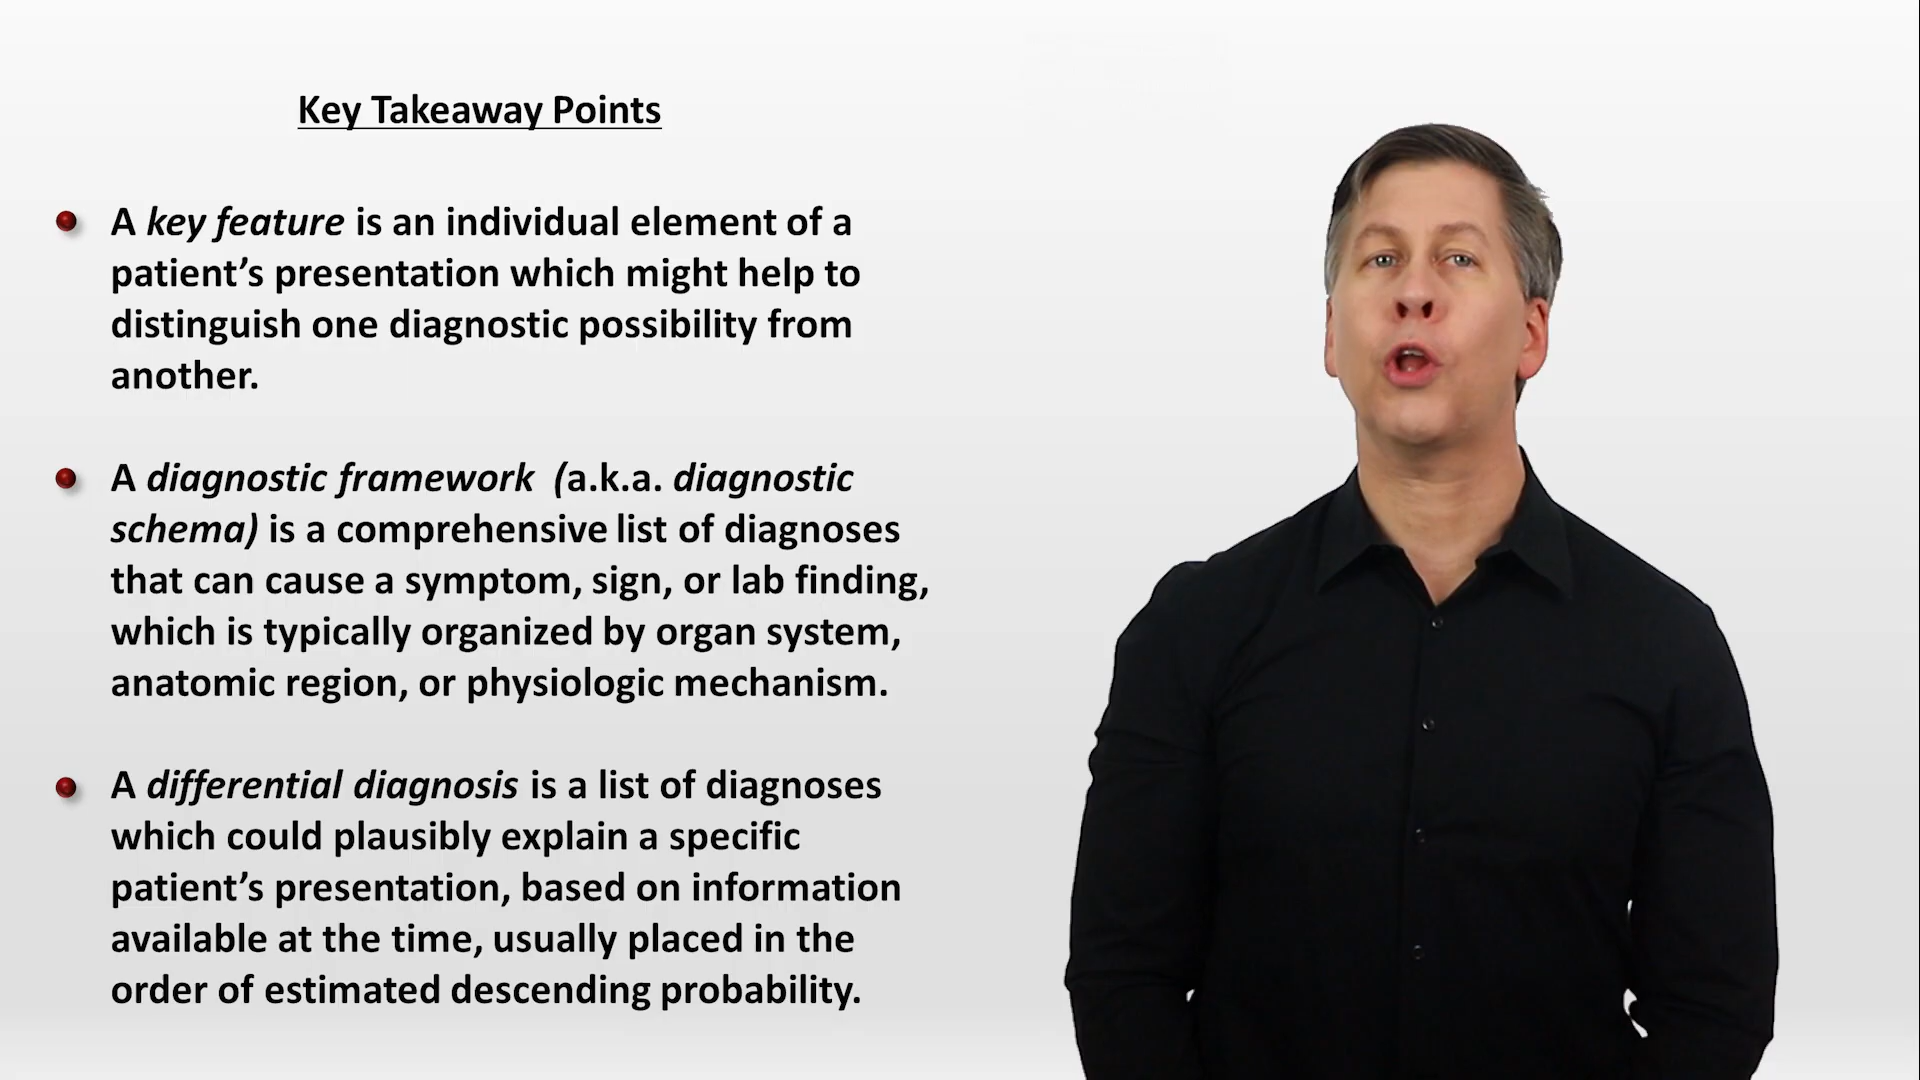 Key Takeaway Points
A key feature is an individual element of a
patient’s presentation which might help to
distinguish one diagnostic possibility from
another.
A diagnostic framework (a.k.a. diagnostic
schema) is a comprehensive list of diagnoses
that can cause a symptom, sign, or lab finding,
which is typically organized by organ system,
anatomic region, or physiologic mechanism.
A differential diagnosis is a list of diagnoses
which could plausibly explain a specific
patient’s presentation, based on information
available at the time, usually placed in the
order of estimated descending probability.